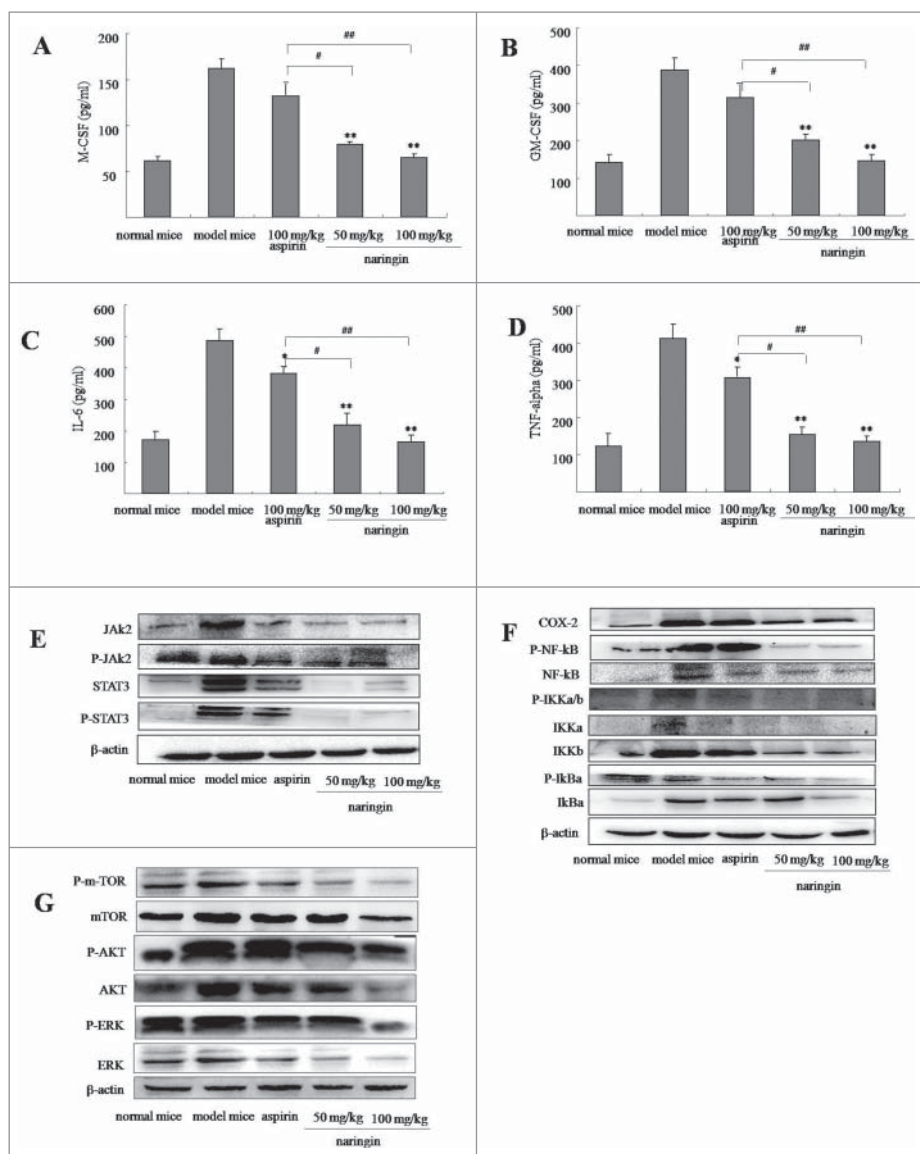 A
M-CSF (pg/ml)
200
150
100
50
##
#
**
**
normal mice model mice 100 mg/kg 50 mg/kg 100 mg/kg
aspirin
naringin
B
GM-CSF (pg/ml)
400
300
200
100
##
#
**
**
normal mice model mice 100 mg/kg 50 mg/kg 100 mg/kg
aspirin
naringin
C
IL-6 (pg/ml)
600
500
400
300
200
100
##
#
*
**
**
normal mice model mice 100 mg/kg 50 mg/kg 100 mg/kg
aspirin
naringin
D
TNF-alpha (pg/ml)
400
300
200
100
##
#
*
**
**
normal mice model mice 100 mg/kg 50 mg/kg 100 mg/kg
aspirin
naringin
E
JAk2
P-JAk2
STAT3
P-STAT3
β-actin
normal mice model mice aspirin 50 mg/kg 100 mg/kg
naringin
F
COX-2
P-NF-kB
NF-kB
P-IKKa/b
IKKa
IKKb
P-IkBa
IkBa
β-actin
normal mice model mice aspirin 50 mg/kg 100 mg/kg
naringin
G
P-m-TOR
mTOR
P-AKT
AKT
P-ERK
ERK
β-actin
normal mice model mice aspirin 50 mg/kg 100 mg/kg
naringin